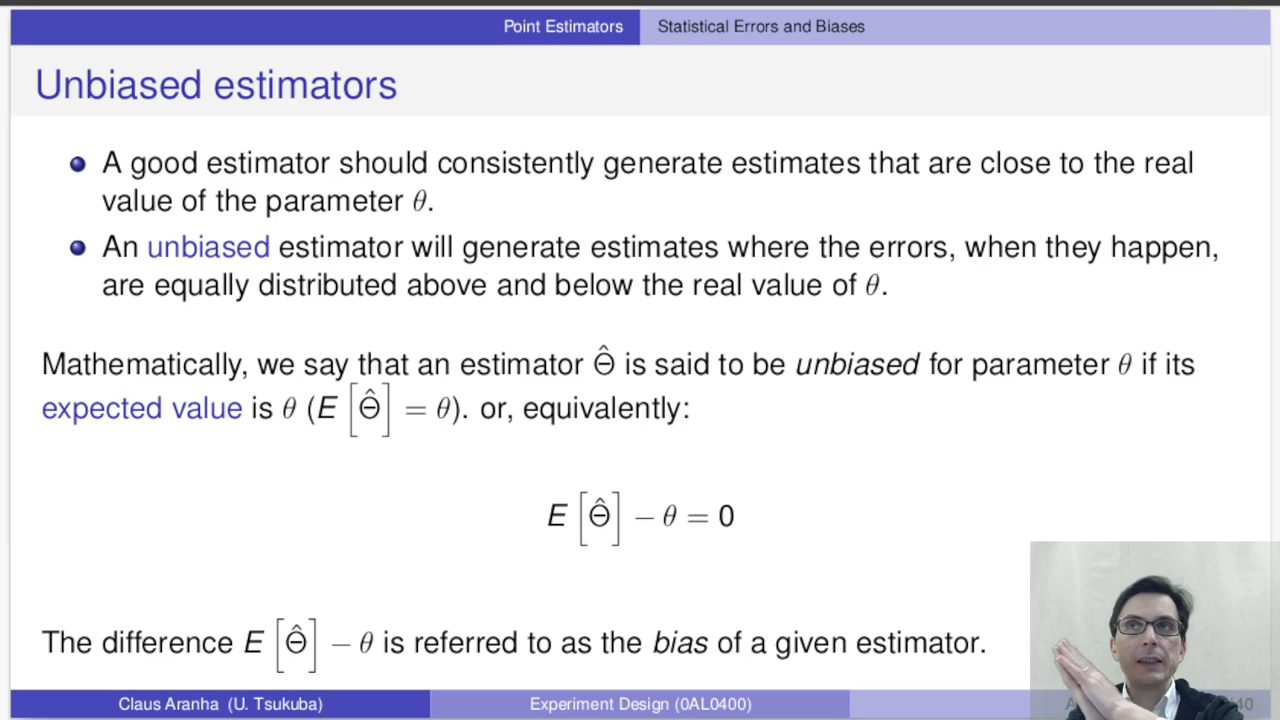 Point Estimators
Statistical Errors and Biases
Unbiased estimators
A good estimator should consistently generate estimates that are close to the real
value of the parameter θ.
An unbiased estimator will generate estimates where the errors, when they happen,
are equally distributed above and below the real value of θ.
Mathematically, we say that an estimator Θ̂ is said to be unbiased for parameter θ if its
expected value is θ (E[Θ̂] = θ). or, equivalently:
E[Θ̂] − θ = 0
The difference E[Θ̂] − θ is referred to as the bias of a given estimator.
Claus Aranha (U. Tsukuba)
Experiment Design (0AL0400)